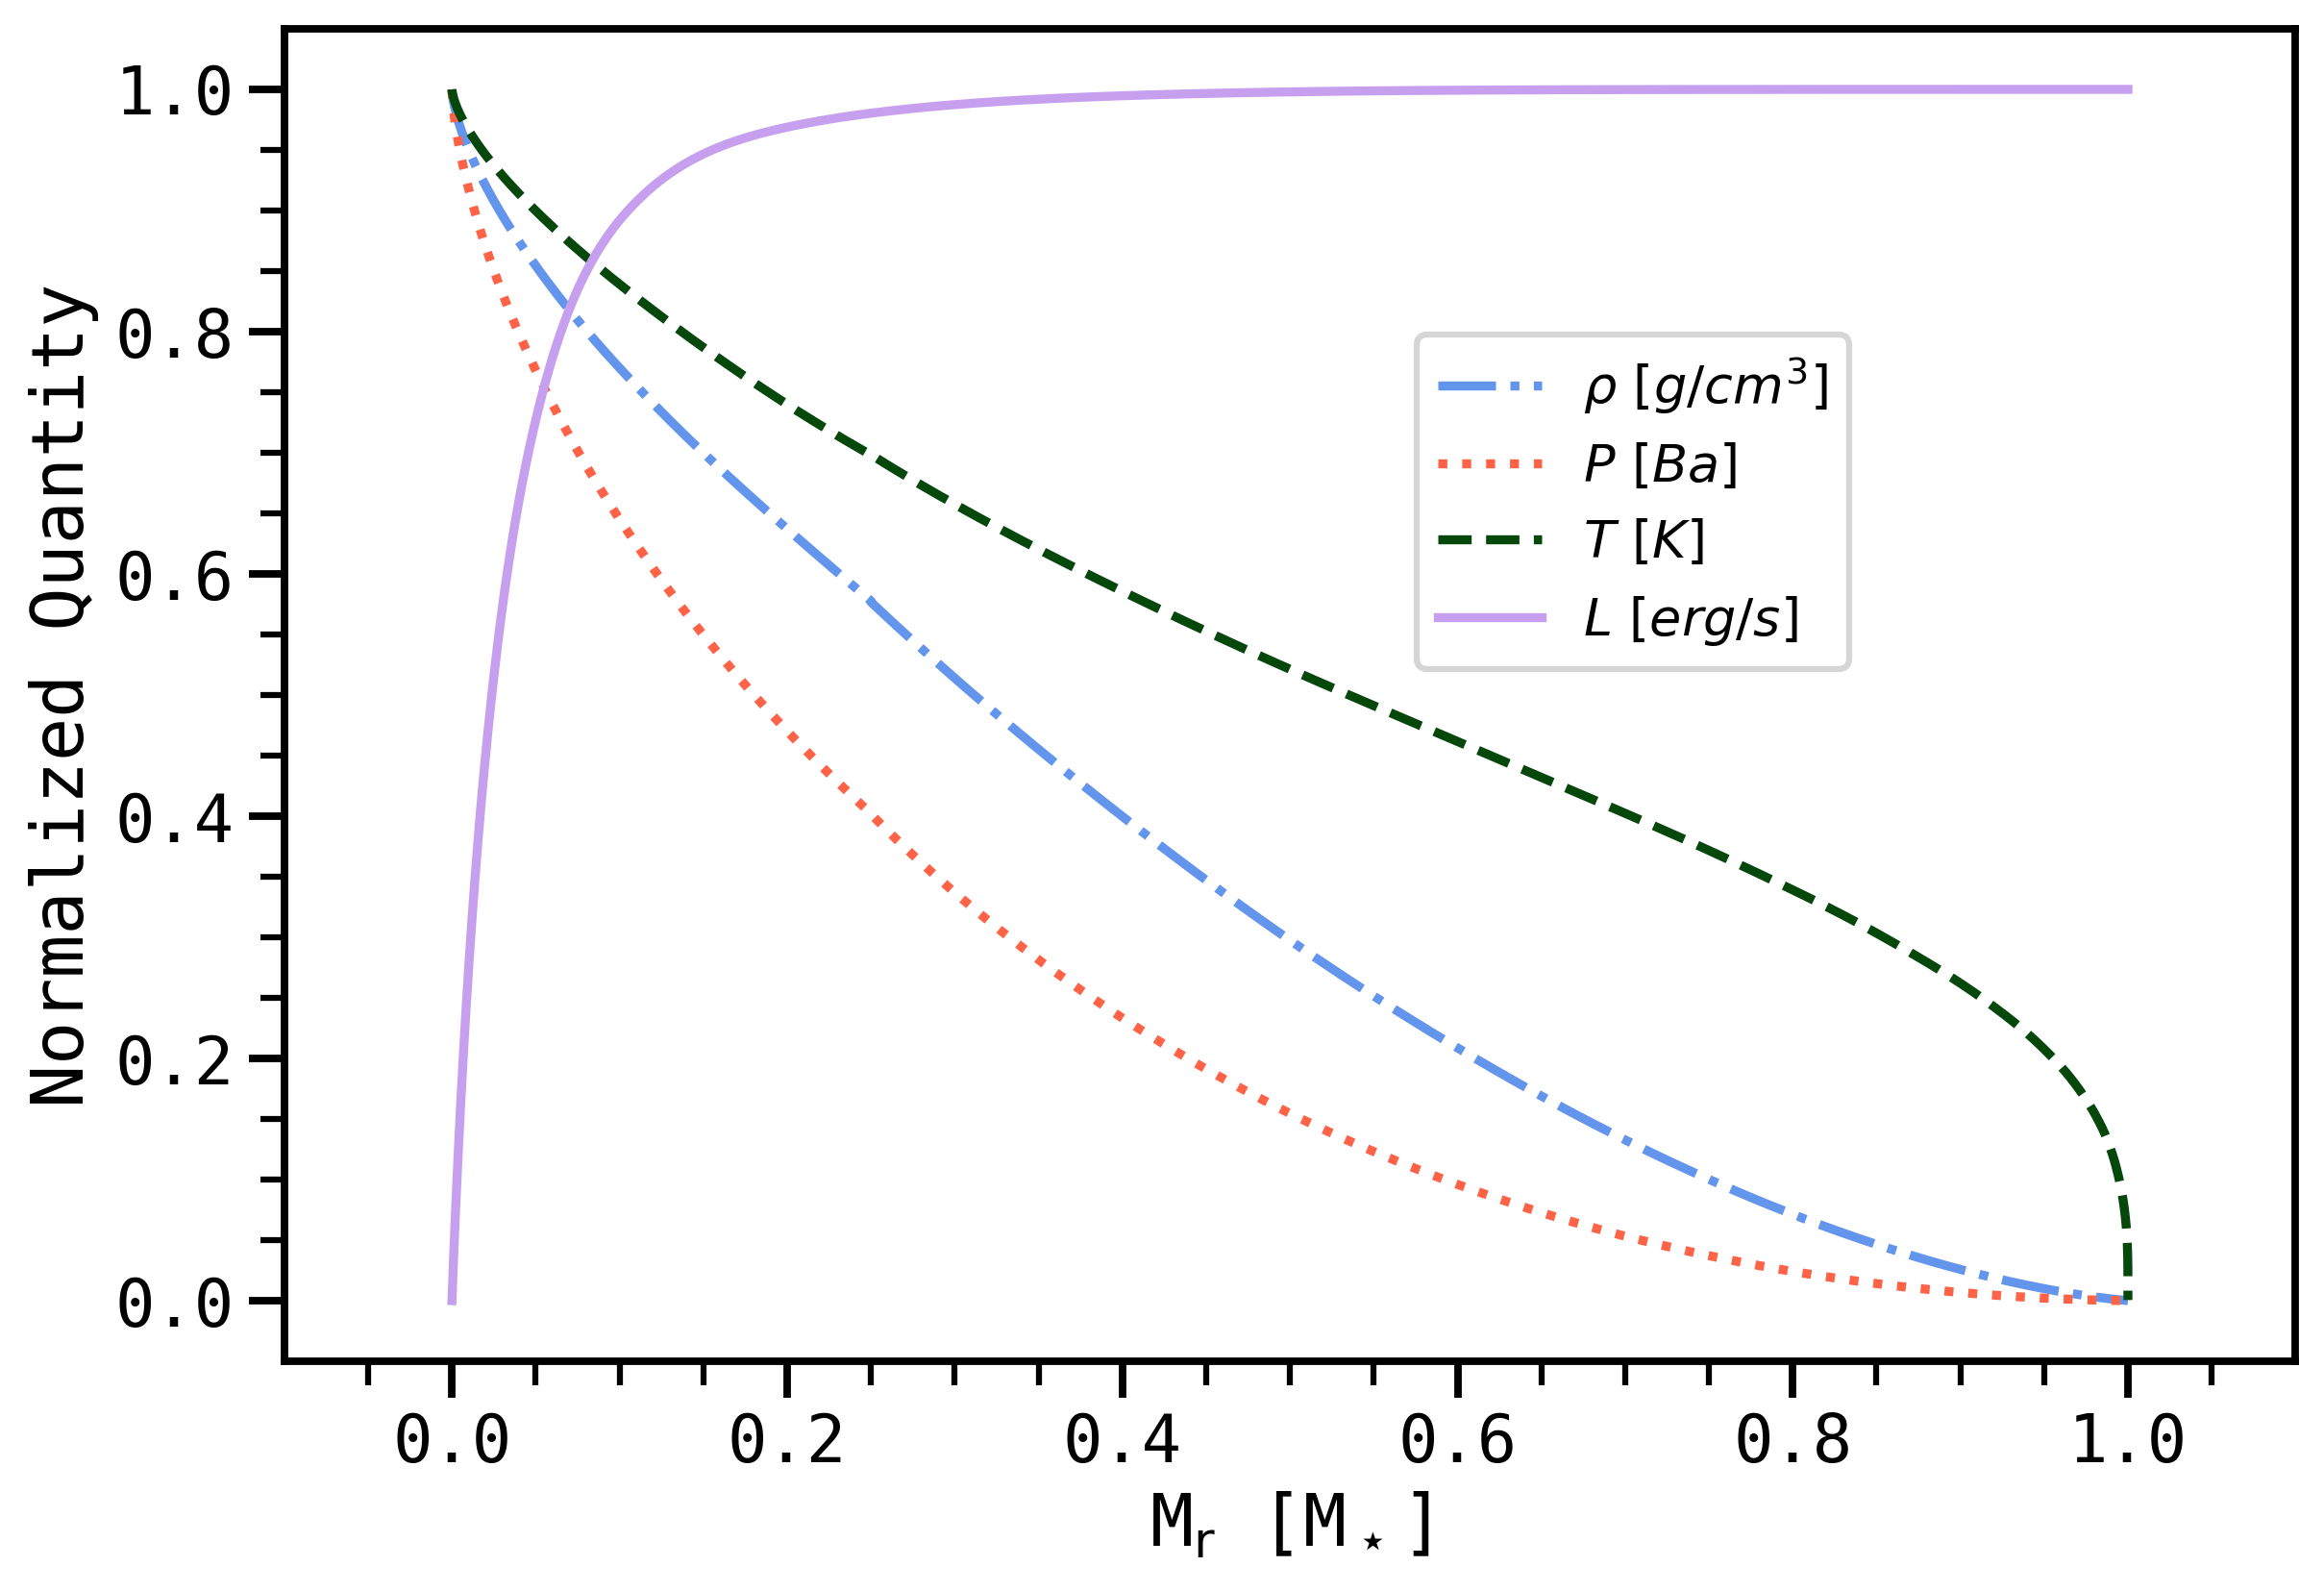 Normalized Quantity
1.0
0.8
0.6
0.4
0.2
0.0
ρ [g/cm³]
P [Ba]
T [K]
L [erg/s]
0.0 0.2 0.4 0.6 0.8 1.0
Mᵣ [M⋆]